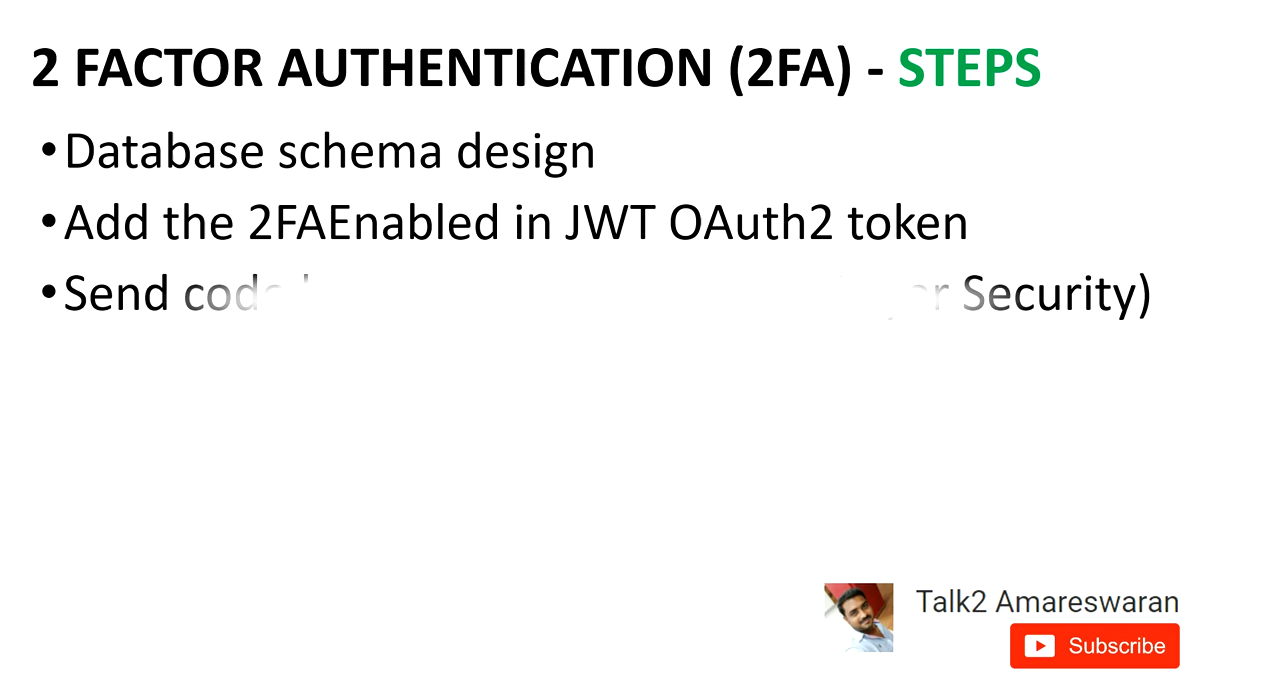 2 FACTOR AUTHENTICATION (2FA) - STEPS
•Database schema design
•Add the 2FAEnabled in JWT OAuth2 token
•Send code Security)
Talk2 Amareswaran
Subscribe